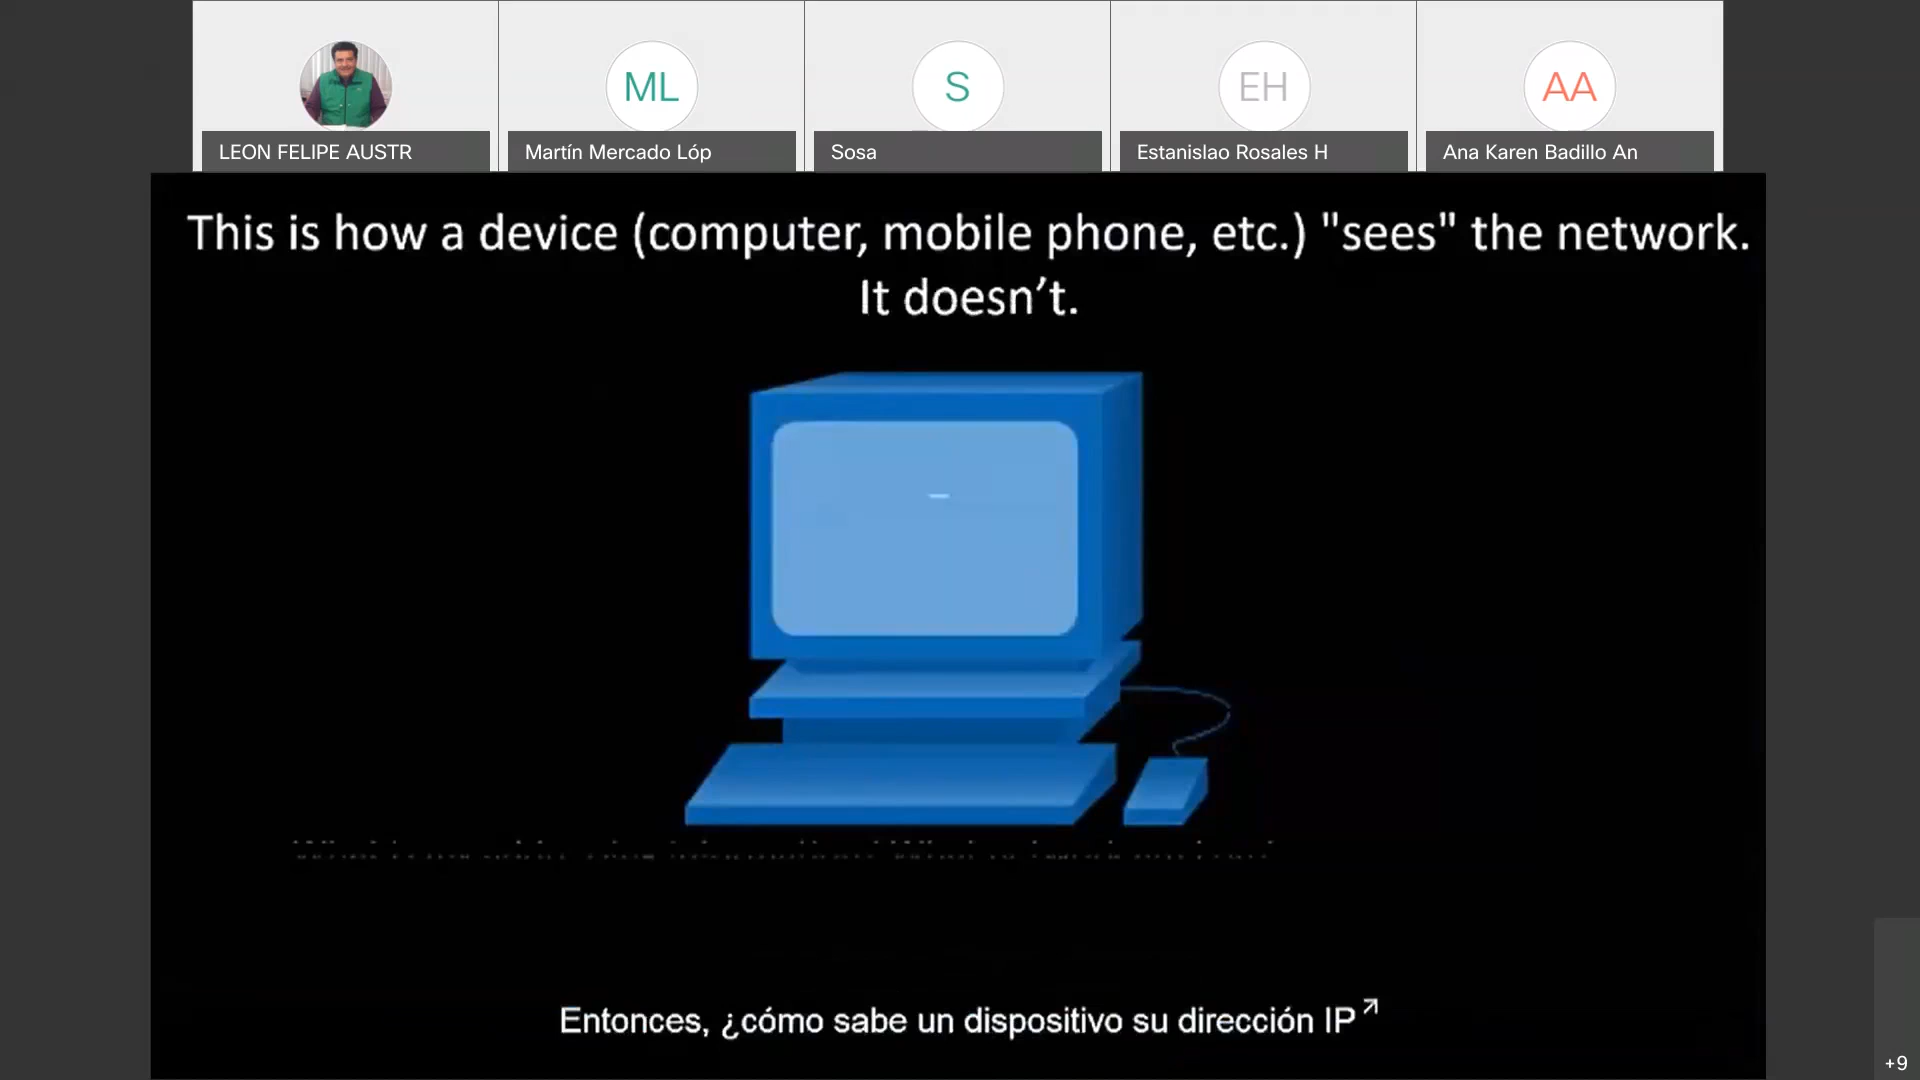 ML
S
EH
AA
LEON FELIPE AUSTR
Martín Mercado Lóp
Sosa
Estanislao Rosales H
Ana Karen Badillo An
This is how a device (computer, mobile phone, etc.) "sees" the network.
It doesn’t.
Entonces, ¿cómo sabe un dispositivo su dirección IP
+9